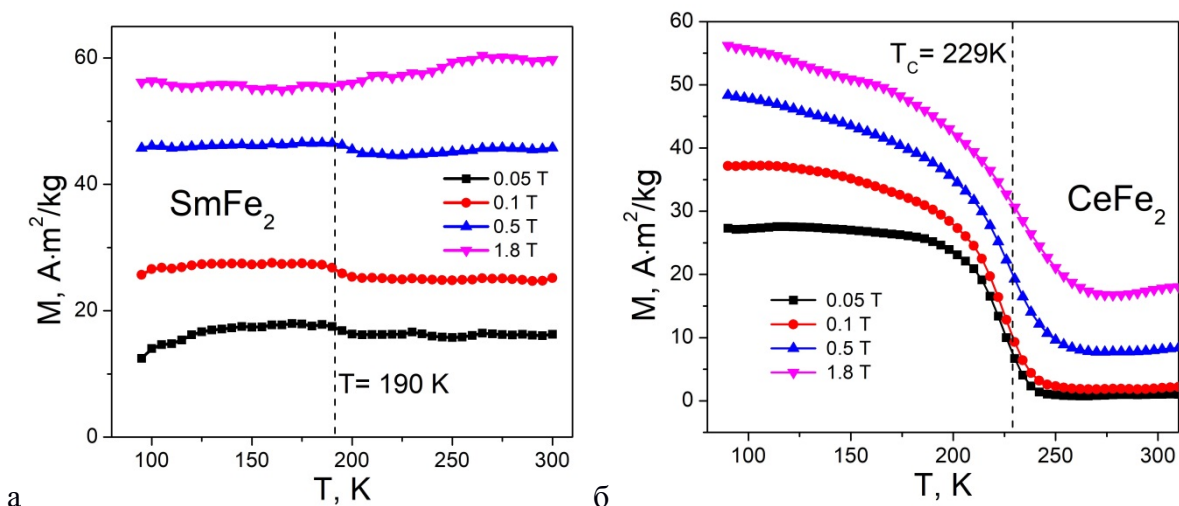 M, A·m²/kg
60
40
20
0
SmFe₂
0.05 T
0.1 T
0.5 T
1.8 T
T= 190 K
100
150
200
250
300
T, K
а
M, A·m²/kg
60
50
40
30
20
10
0
T_C= 229K
CeFe₂
0.05 T
0.1 T
0.5 T
1.8 T
100
150
200
250
300
T, K
б